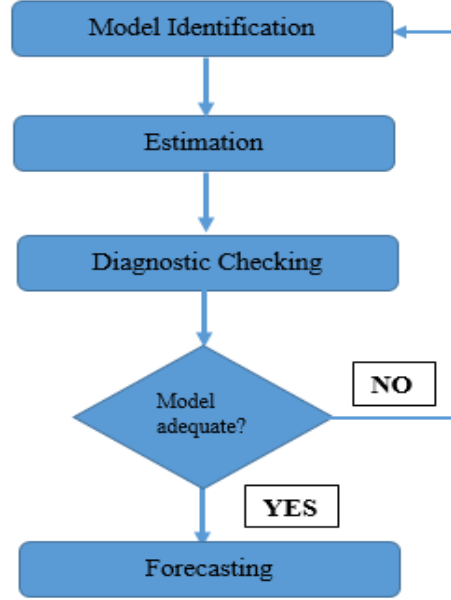 Model Identification
Estimation
Diagnostic Checking
Model
adequate?
NO
YES
Forecasting